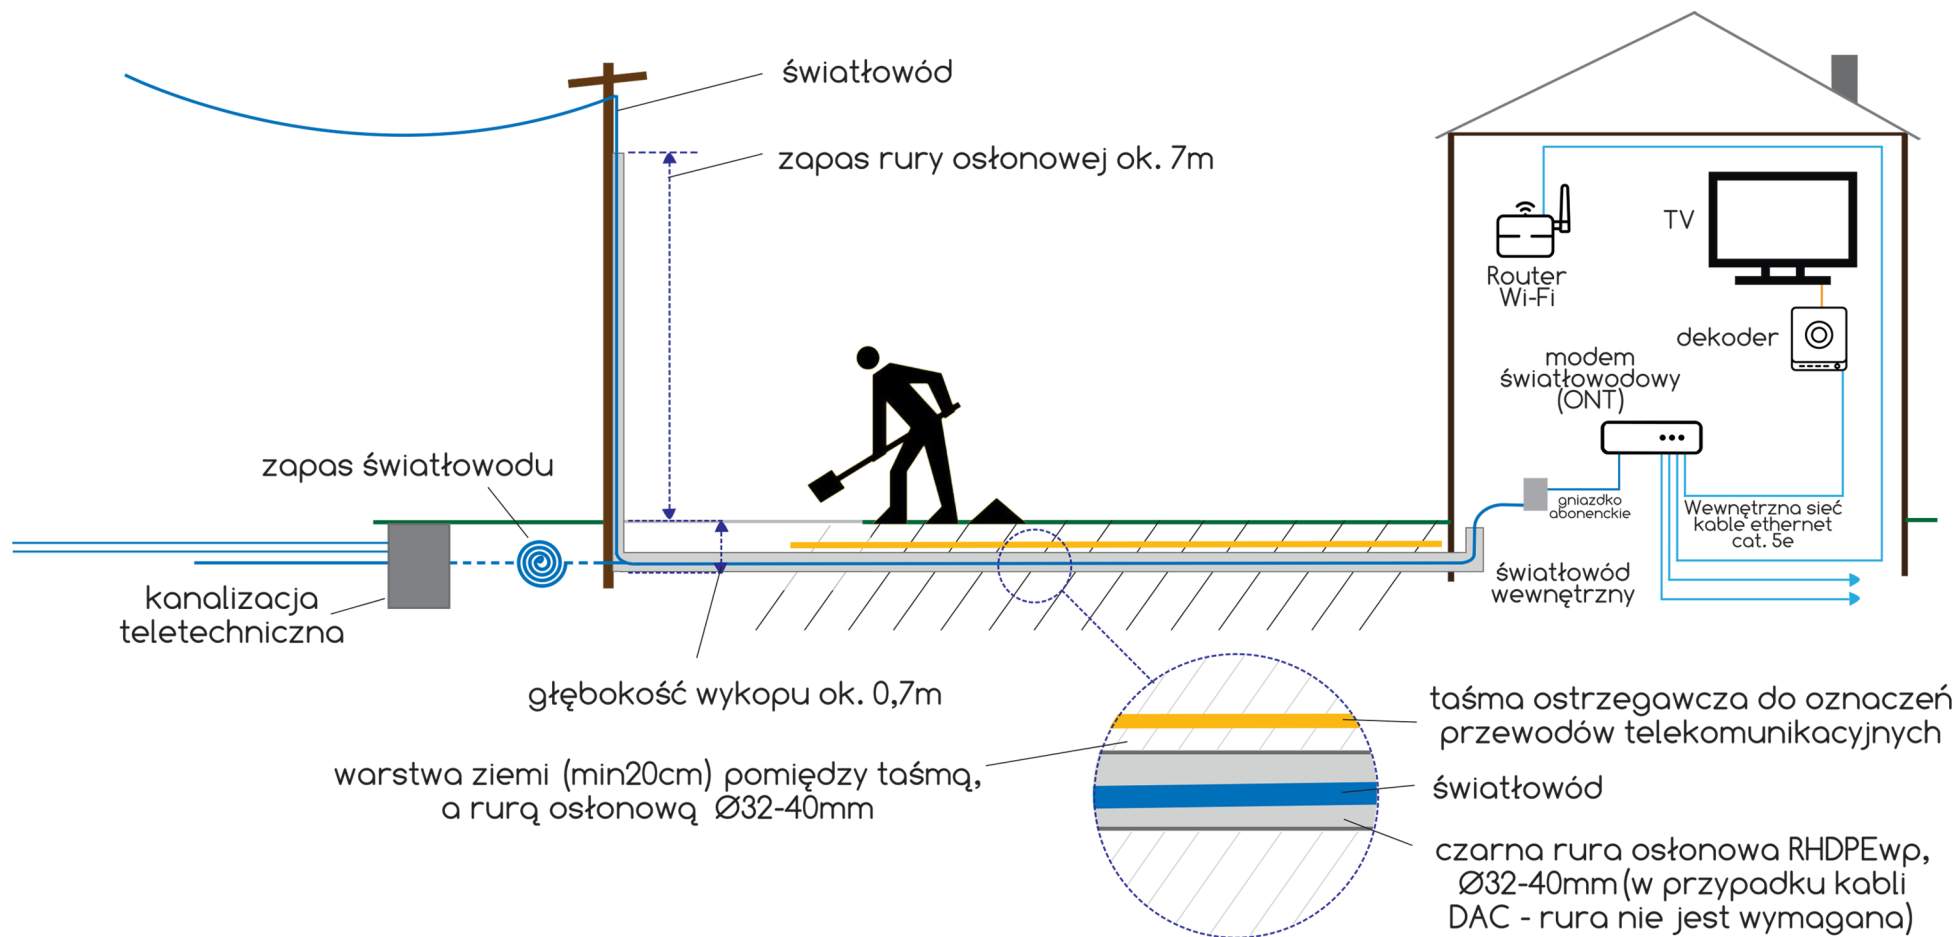 światłowód
zapas rury osłonowej ok. 7m
TV
Router
Wi-Fi
dekoder
modem
światłowodowy
(ONT)
zapas światłowodu
gniazdko
abonenckie
Wewnętrzna sieć
kable ethernet
cat. 5e
światłowód
wewnętrzny
kanalizacja
teletechniczna
głębokość wykopu ok. 0,7m
taśma ostrzegawcza do oznaczeń
przewodów telekomunikacyjnych
warstwa ziemi (min20cm) pomiędzy taśmą,
a rurą osłonową Ø32-40mm
światłowód
czarna rura osłonowa RHDPEwp,
Ø32-40mm (w przypadku kabli
DAC - rura nie jest wymagana)